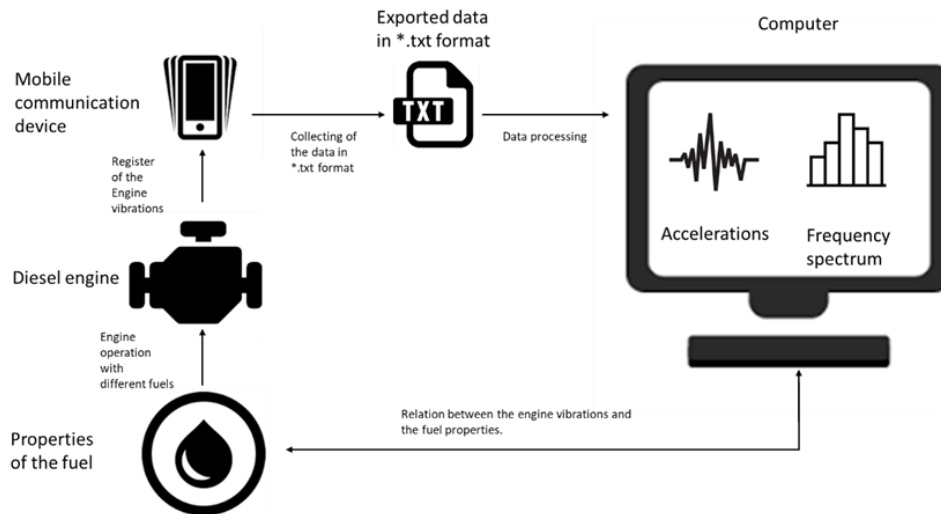 Exported data
in *.txt format
Computer
Mobile
communication
device
TXT
Collecting of
the data in
*.txt format
Data processing
Register
of the
Engine
vibrations
Accelerations
Frequency
spectrum
Diesel engine
Engine
operation
with
different fuels
Relation between the engine vibrations and
the fuel properties.
Properties
of the fuel